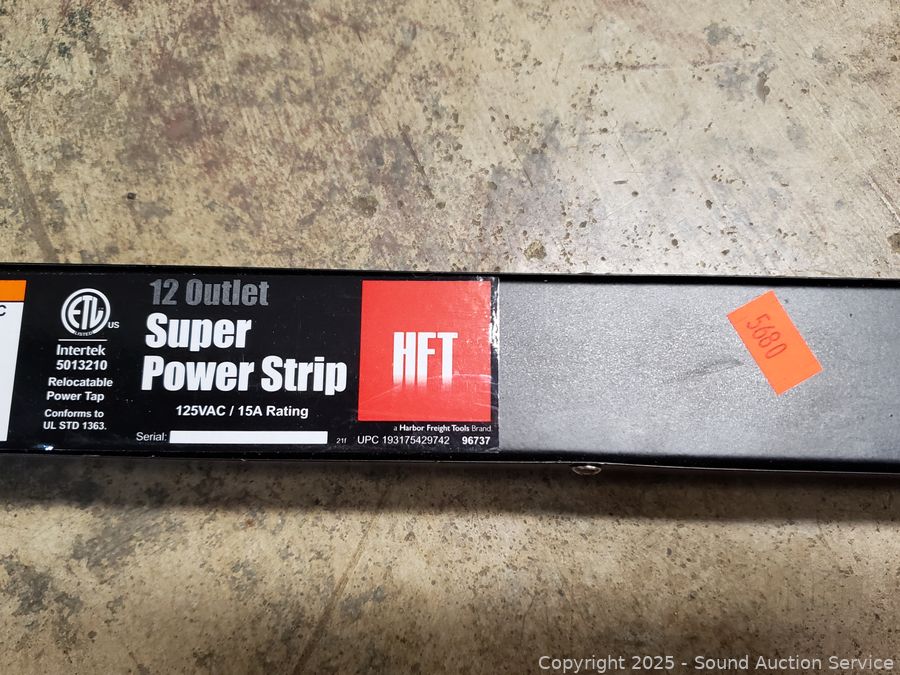 C
ETL
LISTED
US
Intertek
5013210
Relocatable
Power Tap
Conforms to
UL STD 1363.
12 Outlet
Super
Power Strip
125VAC / 15A Rating
Serial:
21f UPC 193175429742 96737
HFT
a Harbor Freight Tools Brand
5680
Copyright © 2025 - Sound Auction Service